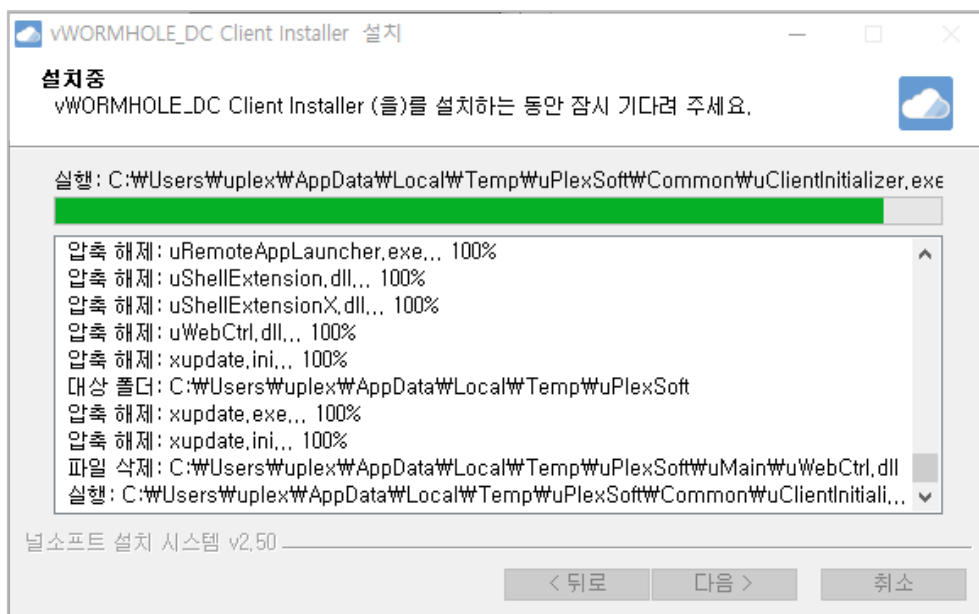 vWORMHOLE_DC Client Installer 설치
설치중
vWORMHOLE_DC Client Installer (을)를 설치하는 동안 잠시 기다려 주세요.
실행: C:₩Users₩uplex₩AppData₩Local₩Temp₩uPlexSoft₩Common₩uClientInitializer.exe
압축 해제: uRemoteAppLauncher.exe... 100%
압축 해제: uShellExtension.dll... 100%
압축 해제: uShellExtensionX.dll... 100%
압축 해제: uWebCtrl.dll... 100%
압축 해제: xupdate.ini... 100%
대상 폴더: C:₩Users₩uplex₩AppData₩Local₩Temp₩uPlexSoft
압축 해제: xupdate.exe... 100%
압축 해제: xupdate.ini... 100%
파일 삭제: C:₩Users₩uplex₩AppData₩Local₩Temp₩uPlexSoft₩uMain₩uWebCtrl.dll
실행: C:₩Users₩uplex₩AppData₩Local₩Temp₩uPlexSoft₩Common₩uClientInitiali...
널소프트 설치 시스템 v2.50
< 뒤로 다음 > 취소